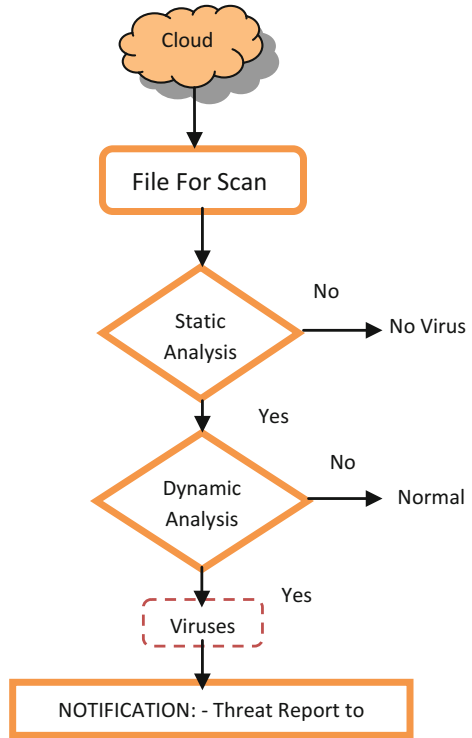 Cloud
File For Scan
No
Static
Analysis
No Virus
Yes
No
Dynamic
Analysis
Normal
Yes
Viruses
NOTIFICATION: - Threat Report to